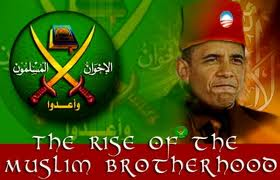 الإخوان المسلمون
وأعدوا
THE RISE OF THE
MUSLIM BROTHERHOOD